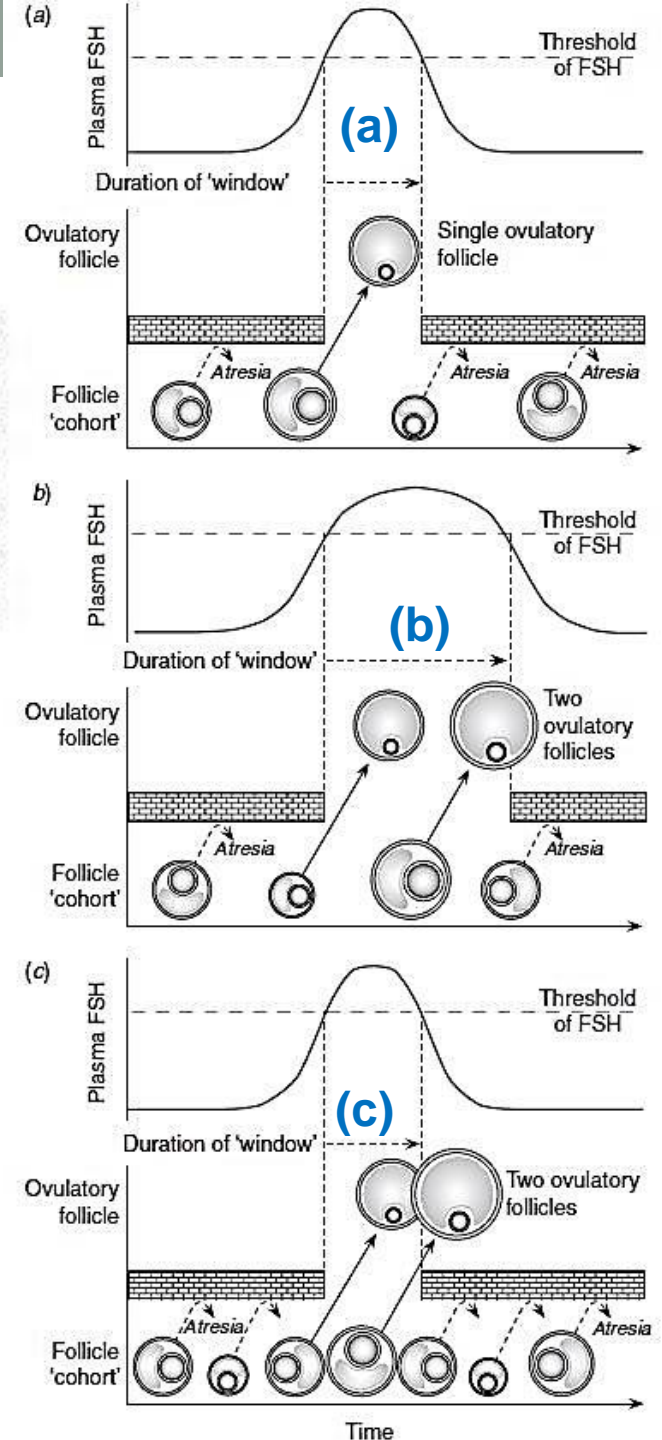 (a)
Plasma FSH
Threshold
of FSH
(a)
Duration of 'window'
Ovulatory
follicle
Single ovulatory
follicle
Atresia
Atresia
Atresia
Follicle
'cohort'
b)
Plasma FSH
Threshold
of FSH
(b)
Duration of 'window'
Ovulatory
follicle
Two
ovulatory
follicles
Atresia
Atresia
Follicle
'cohort'
(c)
Plasma FSH
Threshold
of FSH
(c)
Duration of 'window'
Ovulatory
follicle
Two ovulatory
follicles
Atresia
Atresia
Follicle
'cohort'
Time